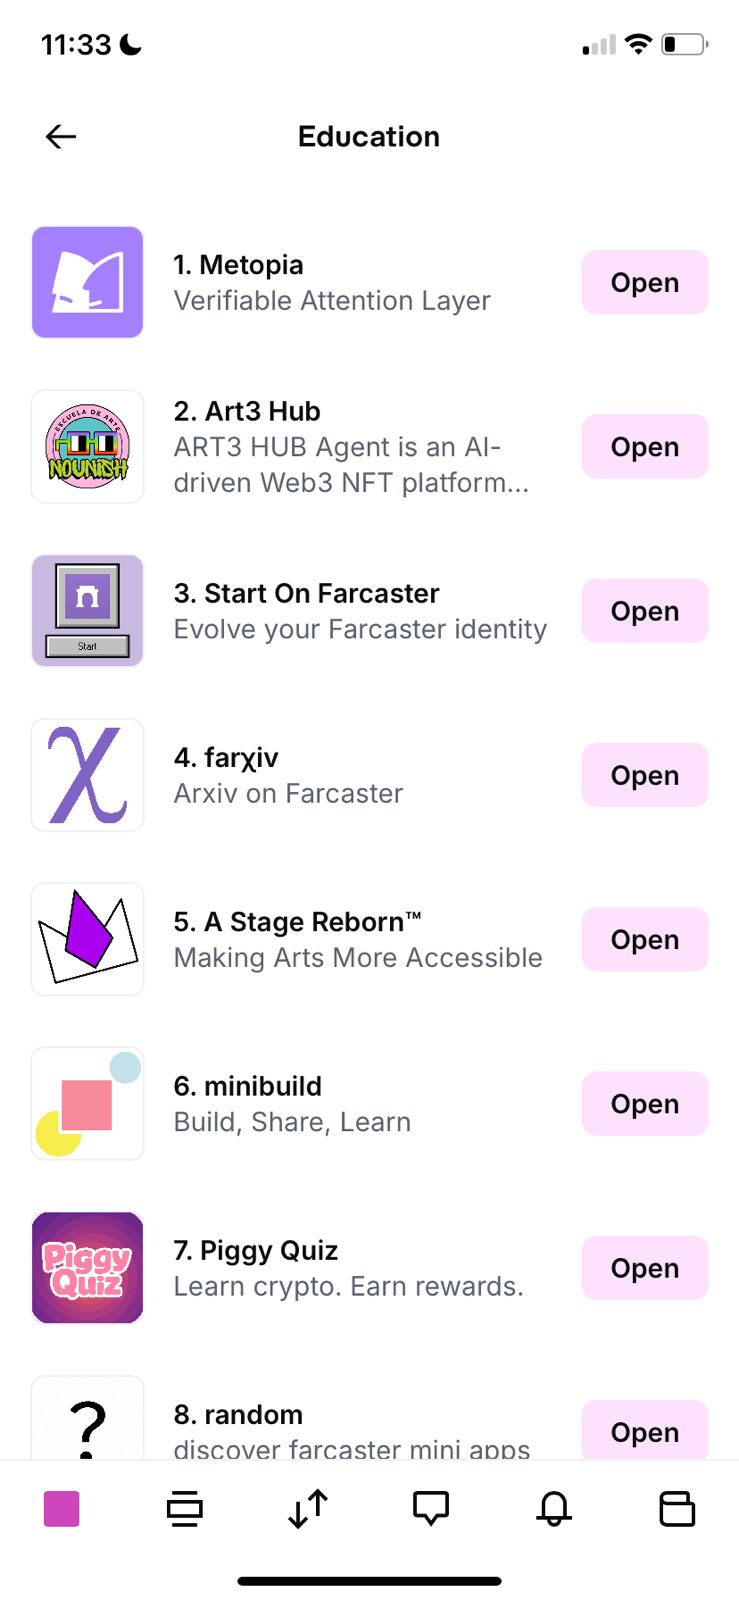 11:33
Education
1. Metopia
Verifiable Attention Layer
Open
ESCUELA DE ARTE
NOUNISH
2. Art3 Hub
ART3 HUB Agent is an AI-
driven Web3 NFT platform...
Open
Start
3. Start On Farcaster
Evolve your Farcaster identity
Open
χ
4. farχiv
Arxiv on Farcaster
Open
5. A Stage Reborn™
Making Arts More Accessible
Open
6. minibuild
Build, Share, Learn
Open
Piggy
Quiz
7. Piggy Quiz
Learn crypto. Earn rewards.
Open
?
8. random
discover farcaster mini apps
Open